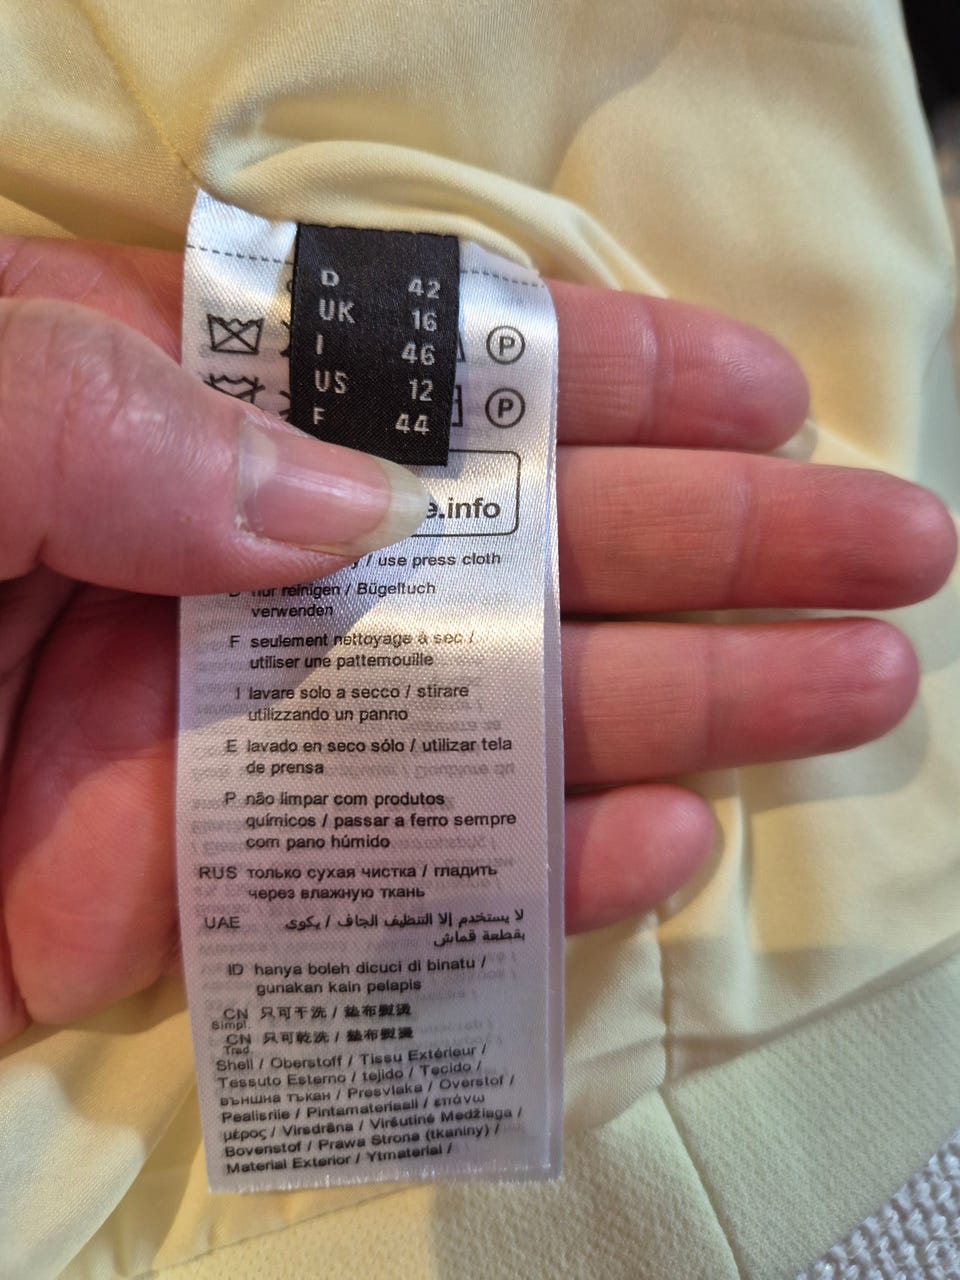 D 42
UK 16
I 46
US 12
F 44
P
P
e.info
/ use press cloth
nur reinigen / Bügeltuch
verwenden
F seulement nettoyage à sec /
utiliser une pattemouille
I lavare solo a secco / stirare
utilizzando un panno
E lavado en seco sólo / utilizar tela
de prensa
P não limpar com produtos
químicos / passar a ferro sempre
com pano húmido
RUS только сухая чистка / гладить
через влажную ткань
UAE لا يستخدم إلا التنظيف الجاف / يكوى
بقطعة قماش
ID hanya boleh dicuci di binatu /
gunakan kain pelapis
CN 只可干洗 / 垫布熨烫
Simpl.
CN 只可乾洗 / 墊布熨燙
Trad.
Shell / Oberstoff / Tissu Extérieur /
Tessuto Esterno / tejido / Tecido /
външна тъкан / Presvlaka / Overstof /
Pealisriie / Pintamateriaali / επάνω
μέρος / Virsdrāna / Viršutinė Medžiaga /
Bovenstof / Prawa Strona (tkaniny) /
Material Exterior / Ytmaterial /